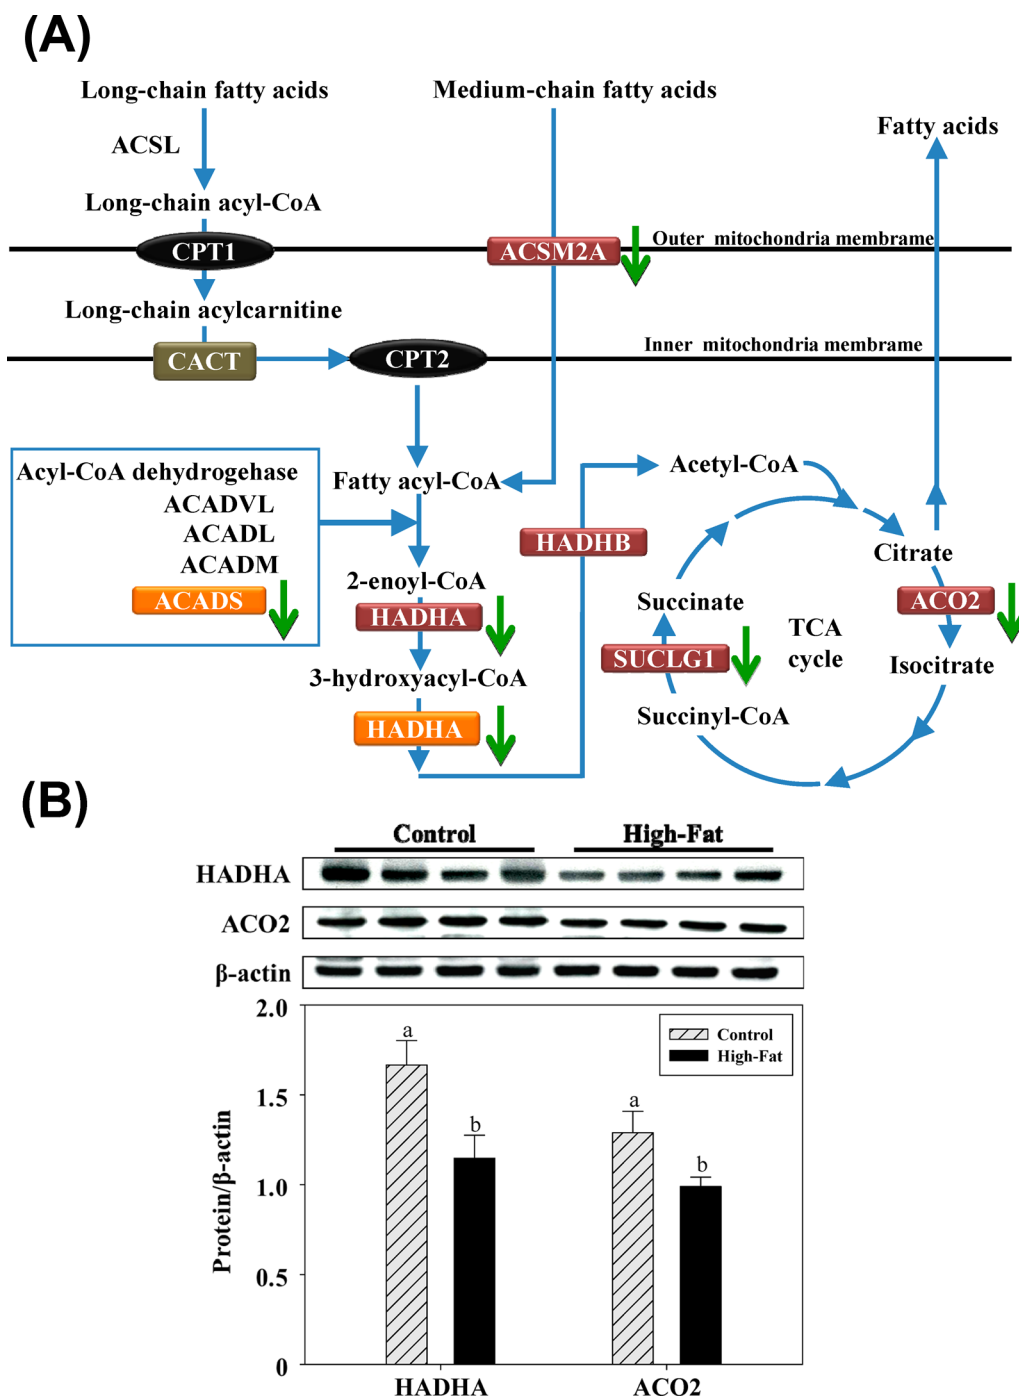 (A)
Long-chain fatty acids
Medium-chain fatty acids
Fatty acids
ACSL
Long-chain acyl-CoA
CPT1
ACSM2A
Outer mitochondria membrame
Long-chain acylcarnitine
CACT
CPT2
Inner mitochondria membrame
Acyl-CoA dehydrogehase
ACADVL
ACADL
ACADM
ACADS
Fatty acyl-CoA
Acetyl-CoA
HADHB
Citrate
2-enoyl-CoA
HADHA
Succinate
ACO2
TCA
cycle
SUCLG1
Isocitrate
3-hydroxyacyl-CoA
HADHA
Succinyl-CoA
(B)
Control
High-Fat
HADHA
ACO2
β-actin
2.0
1.5
1.0
0.5
0
Protein/β-actin
a
b
a
b
Control
High-Fat
HADHA
ACO2